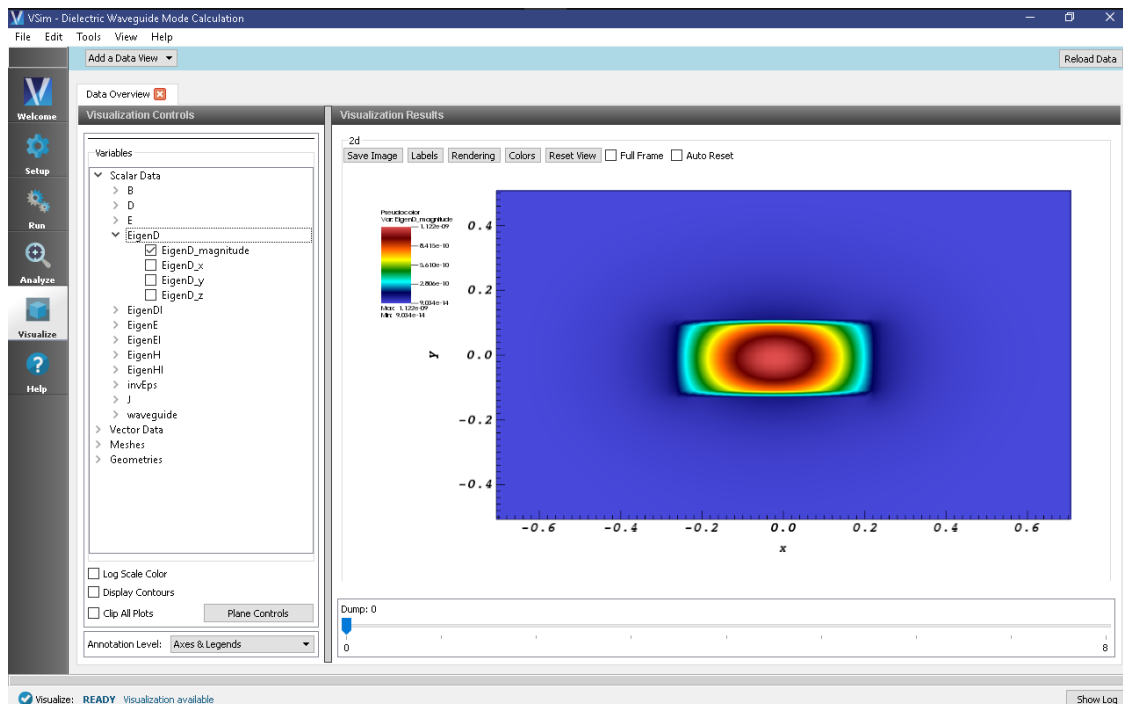 VSim - Dielectric Waveguide Mode Calculation
File Edit Tools View Help
Add a Data View
Reload Data
Welcome
Setup
Run
Analyze
Visualize
Help
Data Overview
Visualization Controls
Variables
Scalar Data
B
D
E
EigenD
EigenD_magnitude
EigenD_x
EigenD_y
EigenD_z
EigenDI
EigenE
EigenEI
EigenH
EigenHI
invEps
J
waveguide
Vector Data
Meshes
Geometries
Log Scale Color
Display Contours
Clip All Plots
Plane Controls
Annotation Level: Axes & Legends
Visualization Results
2d
Save Image Labels Rendering Colors Reset View Full Frame Auto Reset
Pseudocolor
Var: EigenD_magnitude
1.122e-09
8.415e-10
5.610e-10
2.806e-10
9.034e-14
Max: 1.122e-09
Min: 9.034e-14
0.4
0.2
0.0
-0.2
-0.4
y
-0.6 -0.4 -0.2 0.0 0.2 0.4 0.6
x
Dump: 0
0 8
Visualize: READY Visualization available
Show Log